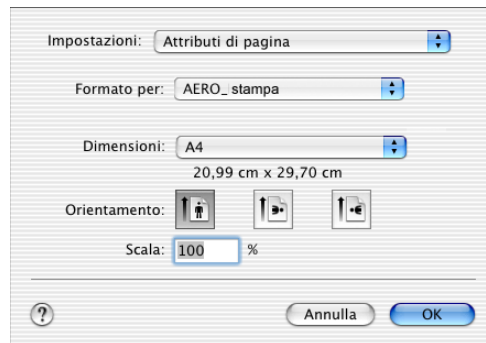 Impostazioni: Attributi di pagina
Formato per: AERO_ stampa
Dimensioni: A4
20,99 cm x 29,70 cm
Orientamento:
Scala: 100 %
? Annulla OK